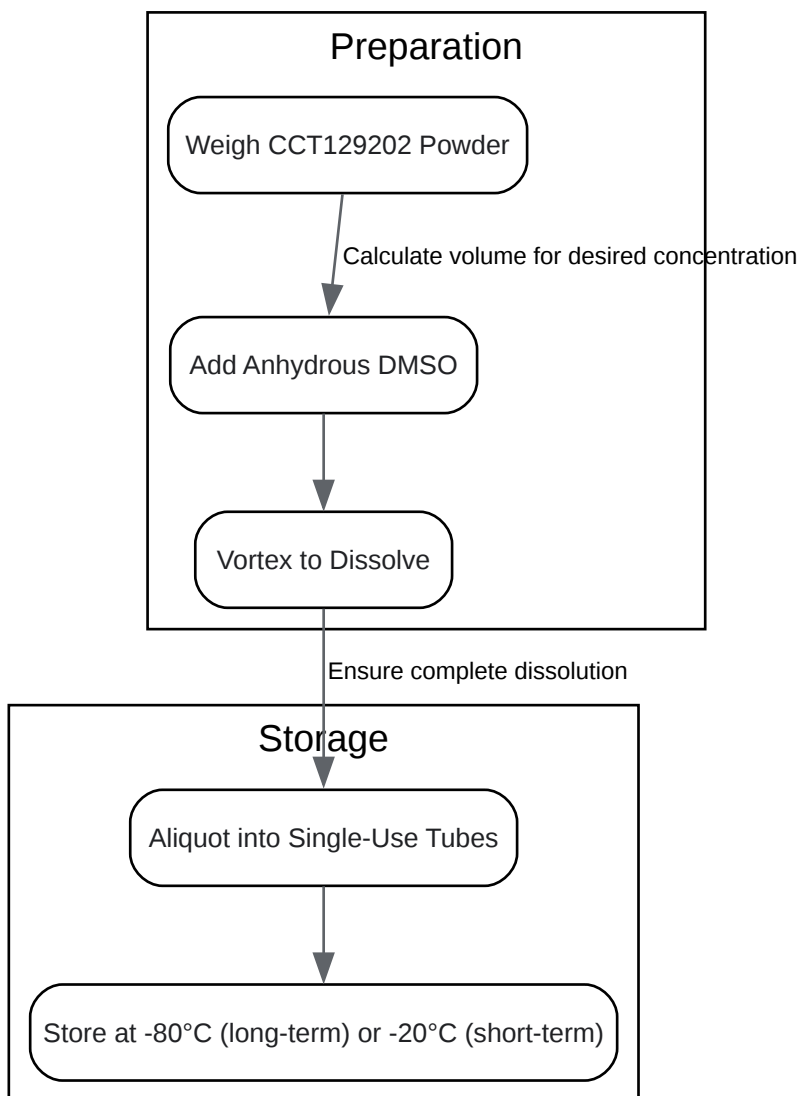 Preparation
Weigh CCT129202 Powder
Calculate volume for desired concentration
Add Anhydrous DMSO
Vortex to Dissolve
Ensure complete dissolution
Storage
Aliquot into Single-Use Tubes
Store at -80°C (long-term) or -20°C (short-term)